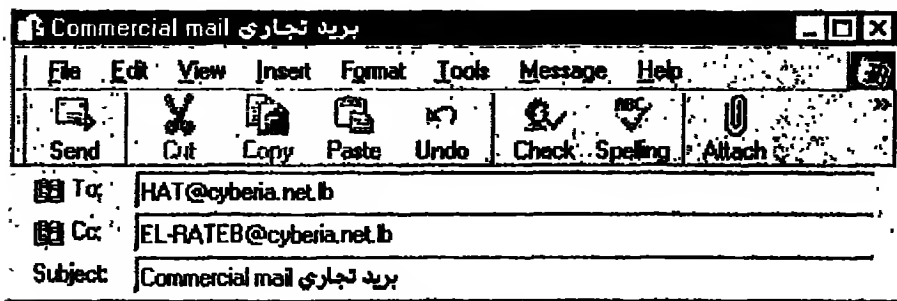 Commercial mail بريد تجاري
File Edit View Insert Format Tools Message Help
Send Cut Copy Paste Undo Check Spelling Attach
To: HAT@cyberia.net.lb
Cc: EL-RATEB@cyberia.net.lb
Subject: Commercial mail بريد تجاري